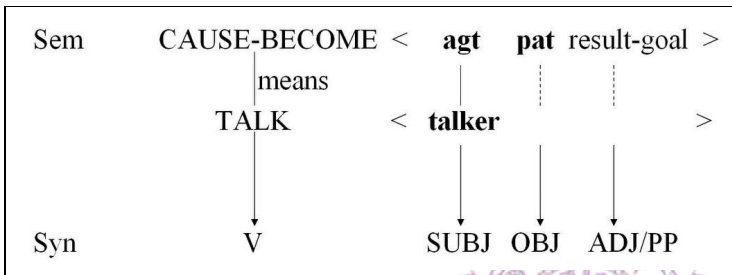 Sem CAUSE-BECOME < agt pat result-goal >
means
TALK < talker >
Syn V SUBJ OBJ ADJ/PP